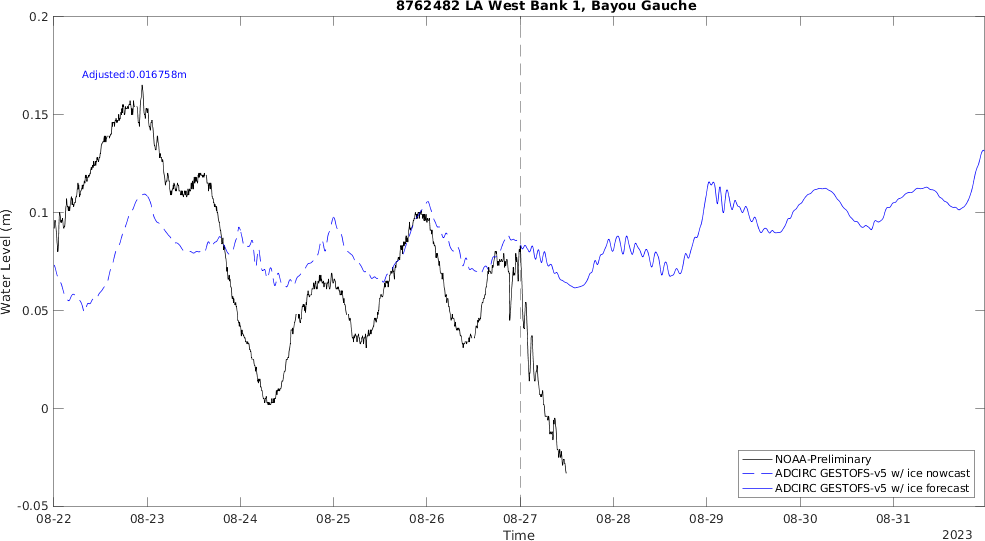 8762482 LA West Bank 1, Bayou Gauche
0.2
Adjusted:0.016758m
0.15
0.1
Water Level (m)
0.05
0
NOAA-Preliminary
ADCIRC GESTOFS-v5 w/ ice nowcast
ADCIRC GESTOFS-v5 w/ ice forecast
-0.05
08-22 08-23 08-24 08-25 08-26 08-27 08-28 08-29 08-30 08-31
Time
2023